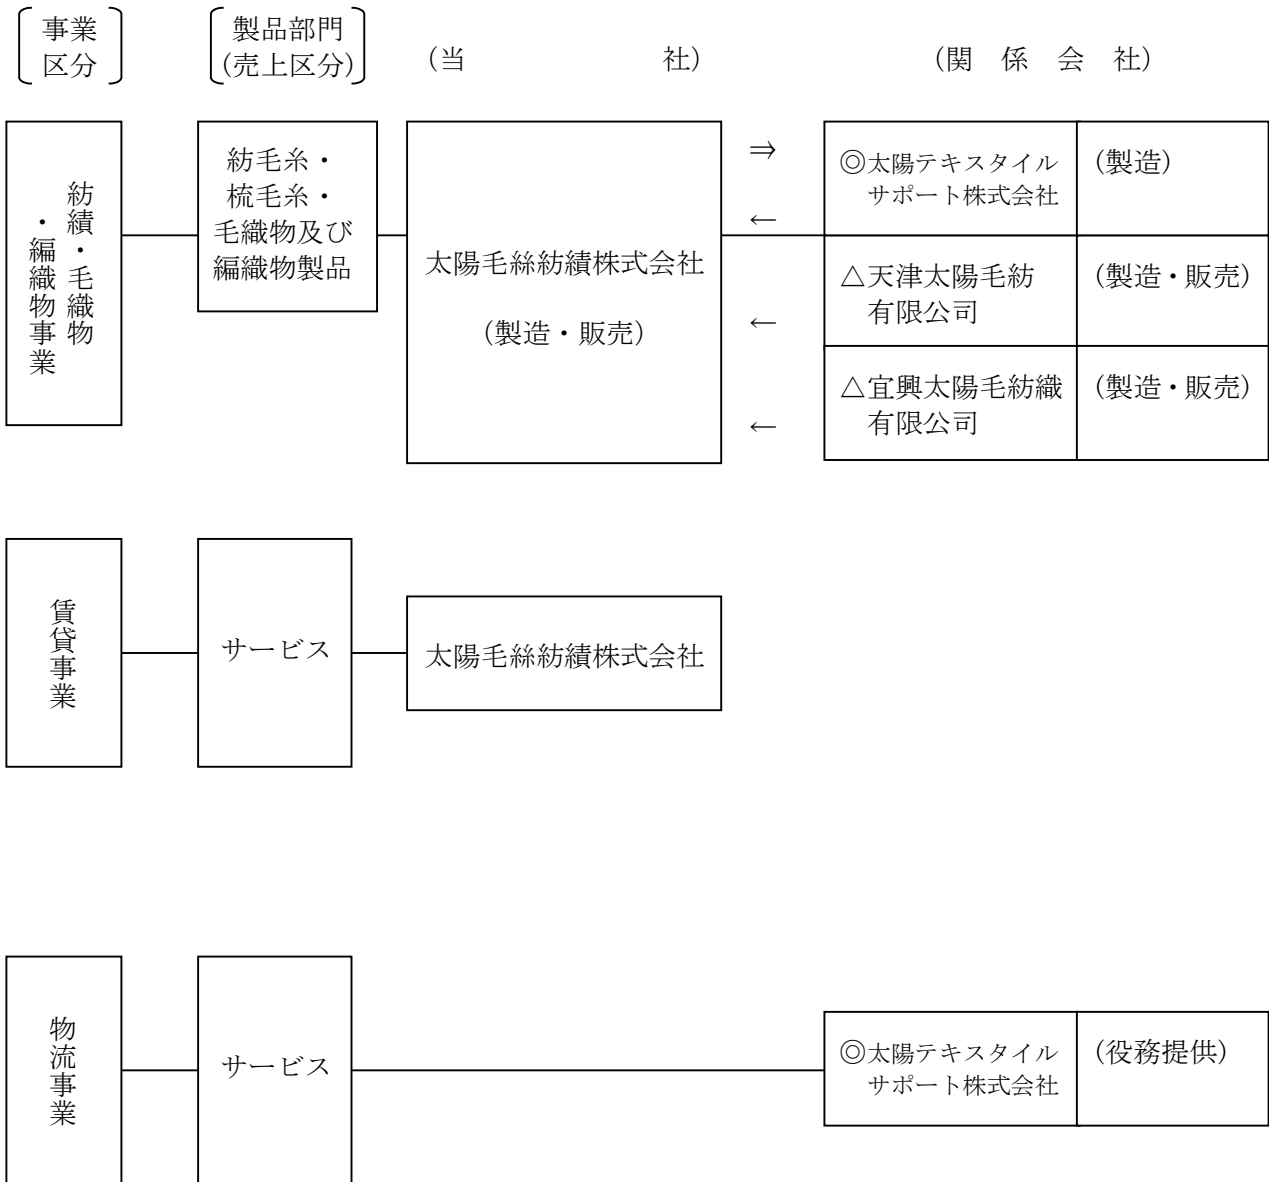 事業
区分
製品部門
(売上区分)
(当　　　　　　社)
(関　係　会　社)
紡績・毛織物
・編織物事業
紡毛糸・
梳毛糸・
毛織物及び
編織物製品
太陽毛絲紡績株式会社
(製造・販売)
⇒
←
←
←
◎太陽テキスタイル
サポート株式会社
(製造)
△天津太陽毛紡
有限公司
(製造・販売)
△宜興太陽毛紡織
有限公司
(製造・販売)
賃貸事業
サービス
太陽毛絲紡績株式会社
物流事業
サービス
◎太陽テキスタイル
サポート株式会社
(役務提供)